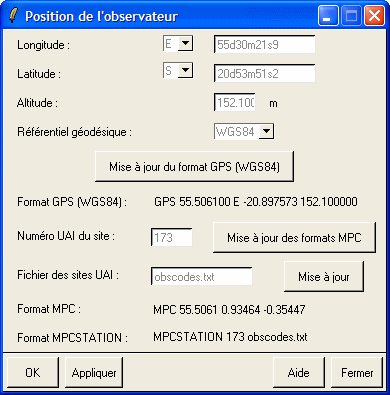 Position de l'observateur
Longitude : E 55d30m21s9
Latitude : S 20d53m51s2
Altitude : 152.100 m
Référentiel géodésique : WGS84
Mise à jour du format GPS (WGS84)
Format GPS (WGS84) : GPS 55.506100 E -20.897573 152.100000
Numéro UAI du site : 173 Mise à jour des formats MPC
Fichier des sites UAI : obscodes.txt Mise à jour
Format MPC : MPC 55.5061 0.93464 -0.35447
Format MPCSTATION : MPCSTATION 173 obscodes.txt
OK Appliquer Aide Fermer